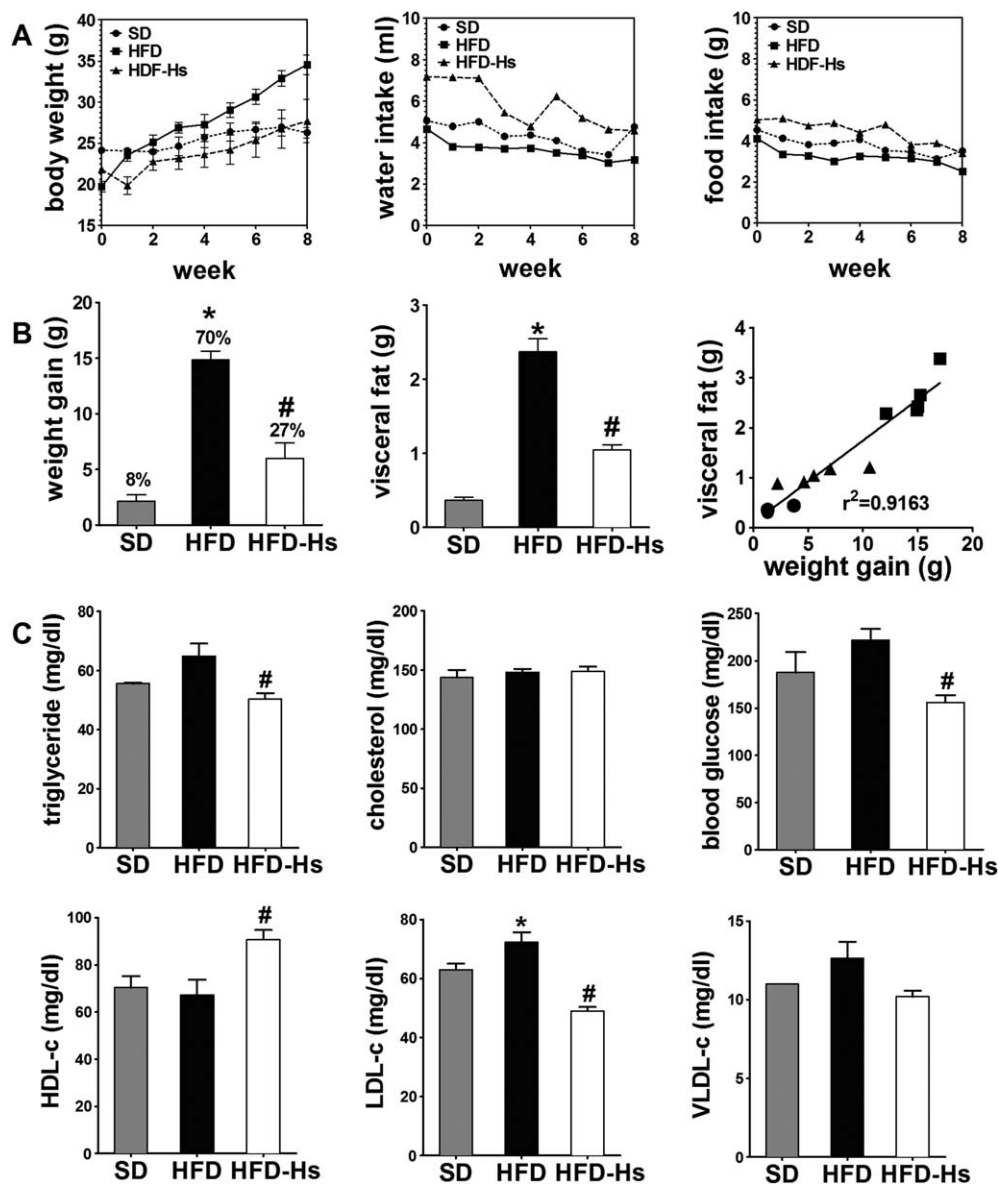 A
body weight (g)
40
35
30
25
20
15
SD
HFD
HDF-Hs
0 2 4 6 8
week
water intake (ml)
10
8
6
4
2
0
SD
HFD
HFD-Hs
0 2 4 6 8
week
food intake (g)
10
8
6
4
2
0
SD
HFD
HDF-Hs
0 2 4 6 8
week
B
weight gain (g)
20
15
10
5
0
8%
*
70%
#
27%
SD HFD HFD-Hs
visceral fat (g)
3
2
1
0
*
#
SD HFD HFD-Hs
visceral fat (g)
4
3
2
1
0
r²=0.9163
0 5 10 15 20
weight gain (g)
C
triglyceride (mg/dl)
80
60
40
20
0
#
SD HFD HFD-Hs
cholesterol (mg/dl)
200
150
100
50
0
SD HFD HFD-Hs
blood glucose (mg/dl)
250
200
150
100
50
0
#
SD HFD HFD-Hs
HDL-c (mg/dl)
100
80
60
40
20
0
#
SD HFD HFD-Hs
LDL-c (mg/dl)
80
60
40
20
0
*
#
SD HFD HFD-Hs
VLDL-c (mg/dl)
15
10
5
0
SD HFD HFD-Hs